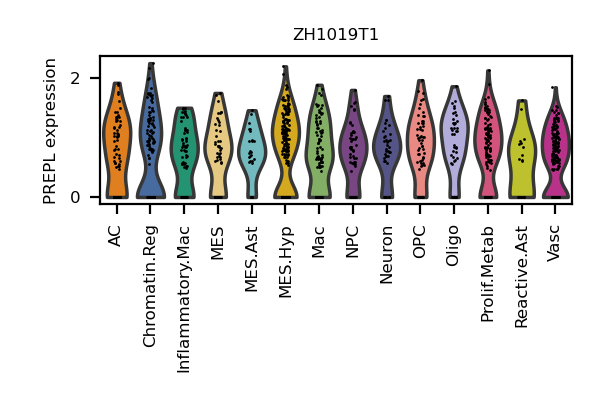 ZH1019T1
PREPL expression
2
0
AC
Chromatin.Reg
Inflammatory.Mac
MES
MES.Ast
MES.Hyp
Mac
NPC
Neuron
OPC
Oligo
Prolif.Metab
Reactive.Ast
Vasc